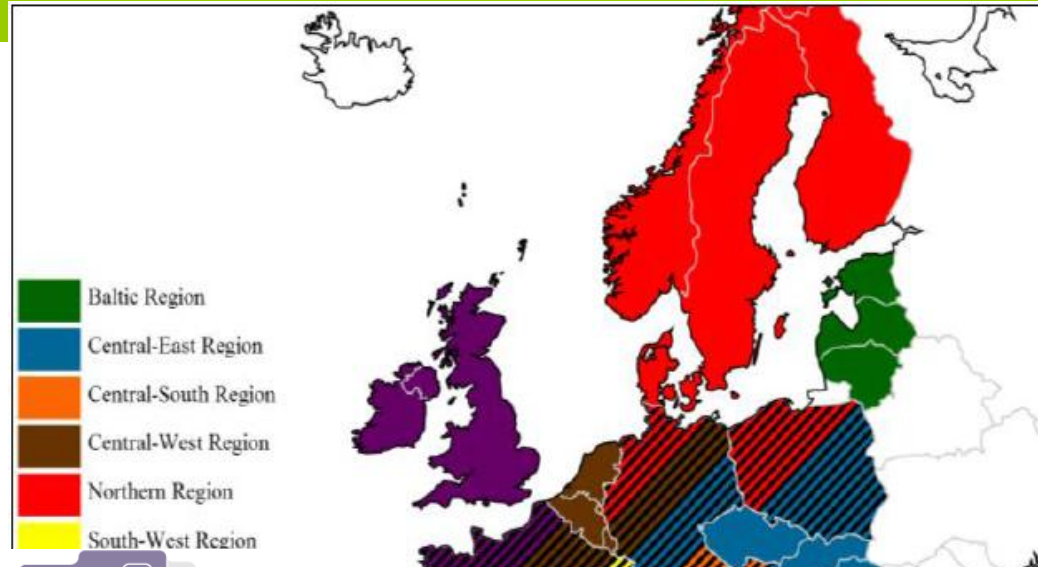 Baltic Region
Central-East Region
Central-South Region
Central-West Region
Northern Region
South-West Region